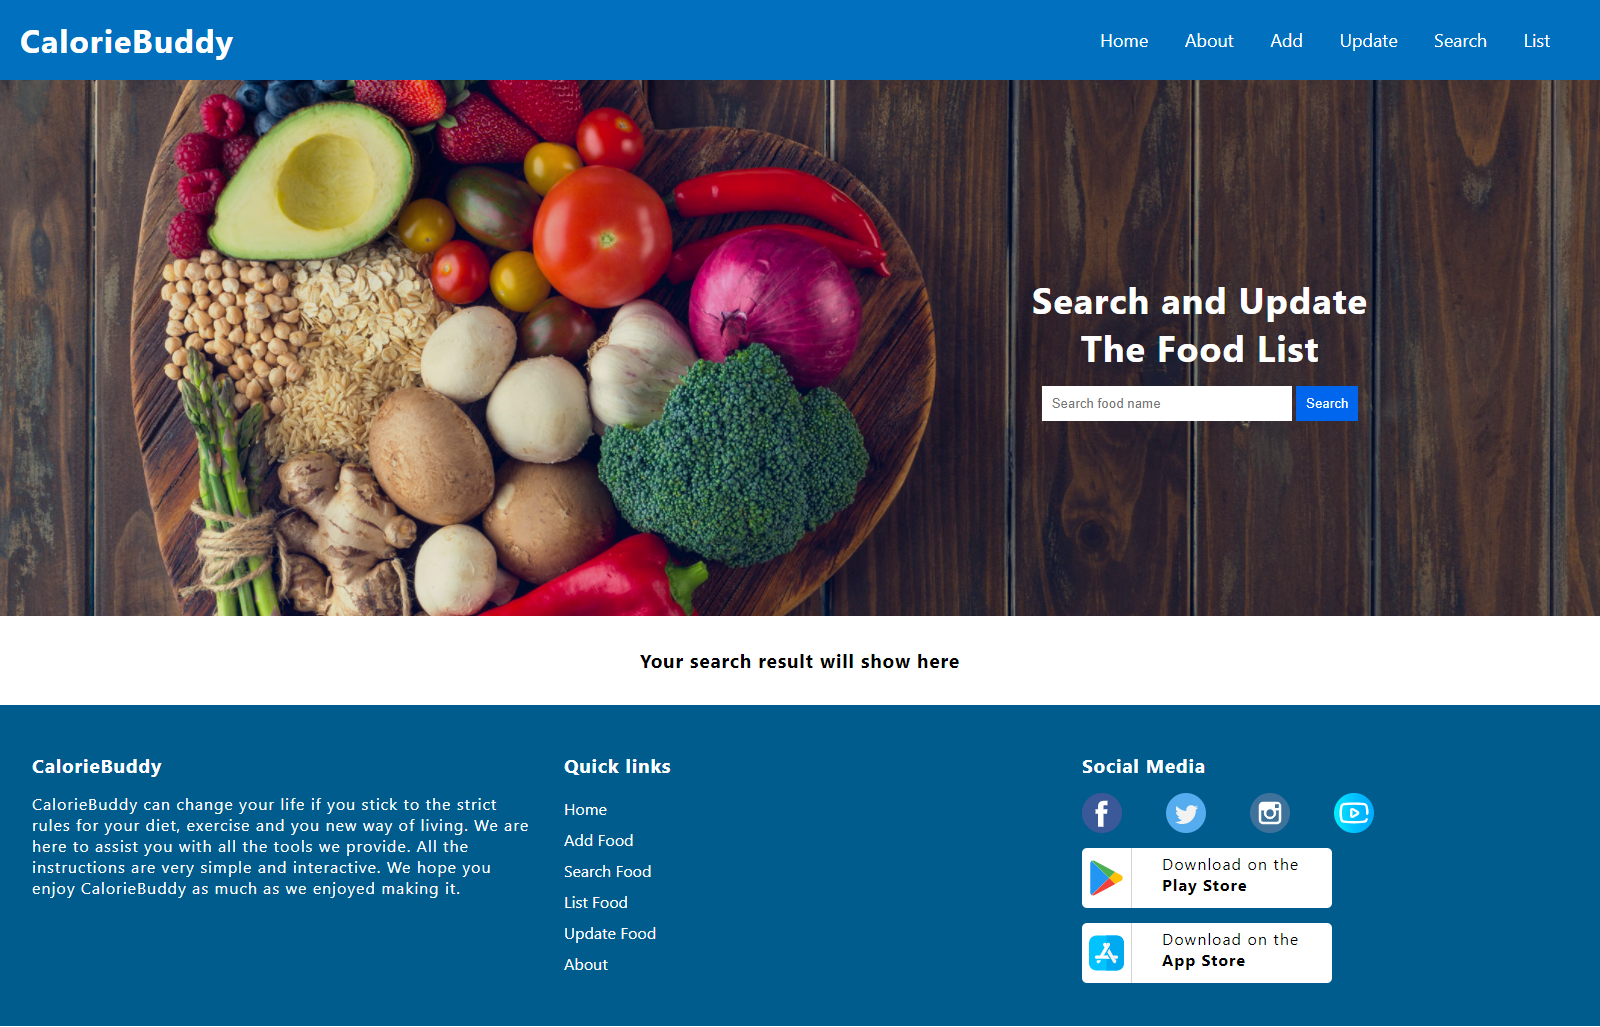 CalorieBuddy
Home About Add Update Search List
Search and Update
The Food List
Search food name
Search
Your search result will show here
CalorieBuddy
CalorieBuddy can change your life if you stick to the strict
rules for your diet, exercise and you new way of living. We are
here to assist you with all the tools we provide. All the
instructions are very simple and interactive. We hope you
enjoy CalorieBuddy as much as we enjoyed making it.
Quick links
Home
Add Food
Search Food
List Food
Update Food
About
Social Media
Download on the
Play Store
Download on the
App Store